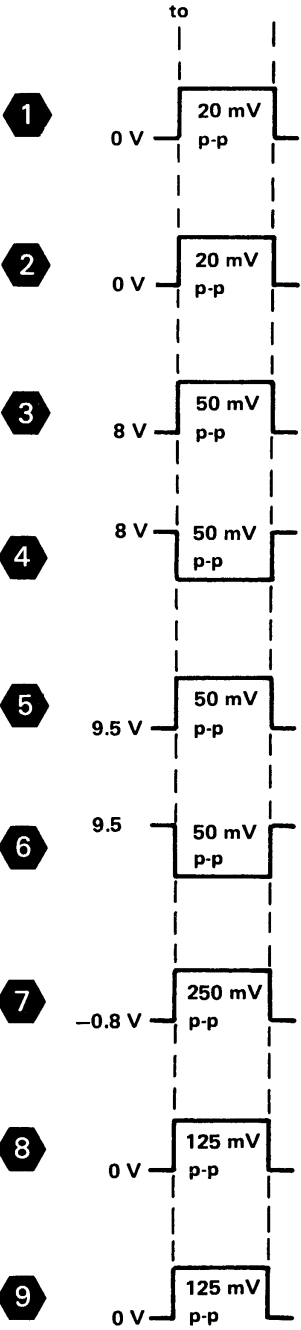 to
1
20 mV
0 V
p-p
2
20 mV
0 V
p-p
3
50 mV
8 V
p-p
8 V
50 mV
4
p-p
5
50 mV
9.5 V
p-p
9.5
50 mV
6
p-p
7
250 mV
−0.8 V
p-p
8
125 mV
0 V
p-p
9
125 mV
0 V
p-p